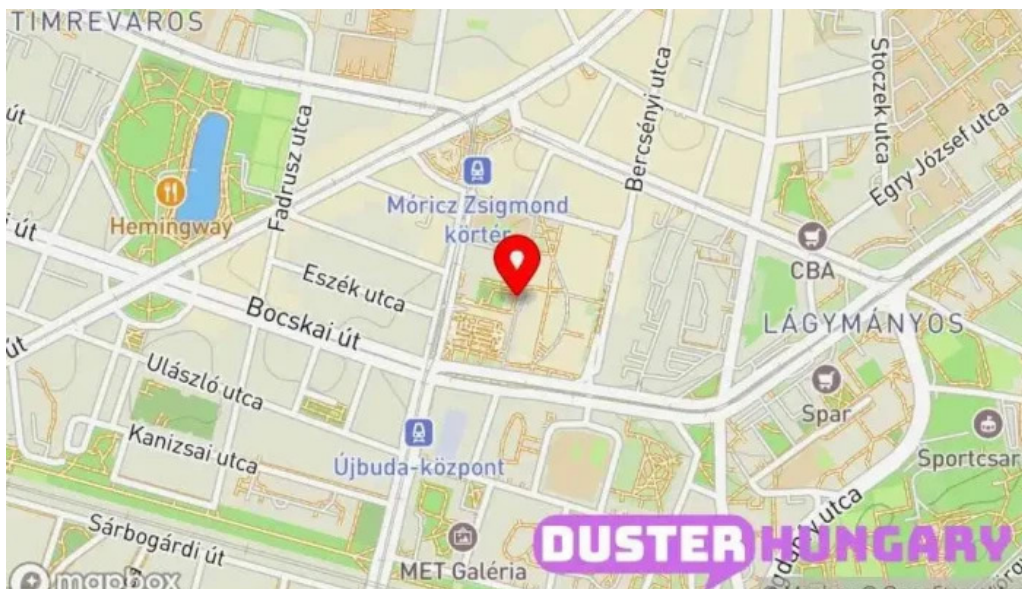 TIMREVÁROS
Stoczek utca
Egry József utca
Bercsényi utca
Fadrusz utca
út
Móricz Zsigmond
körtér
Hemingway
i út
CBA
Eszék utca
Bocskai út
LÁGYMÁNYOS
út
Ulászló utca
Spar
Kanizsai utca
Újbuda-központ
Sportcsar
Sárbogárdi út
MET Galéria
DUSTER HUNGARY
mapbox